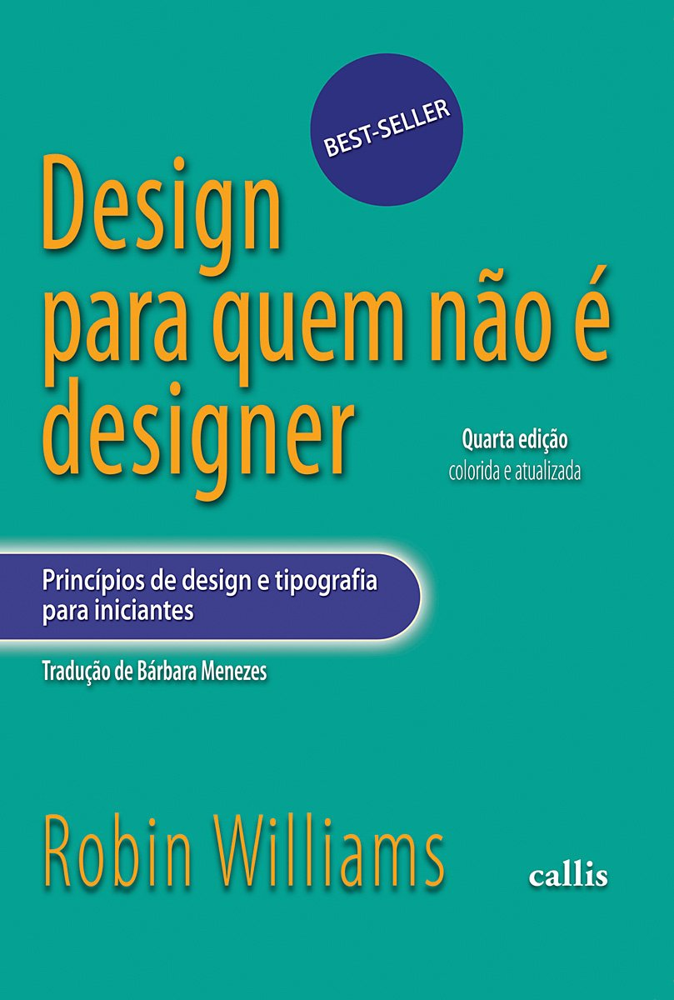 BEST-SELLER
Design
para quem não é
designer
Quarta edição
colorida e atualizada
Princípios de design e tipografia
para iniciantes
Tradução de Bárbara Menezes
Robin Williams
callis